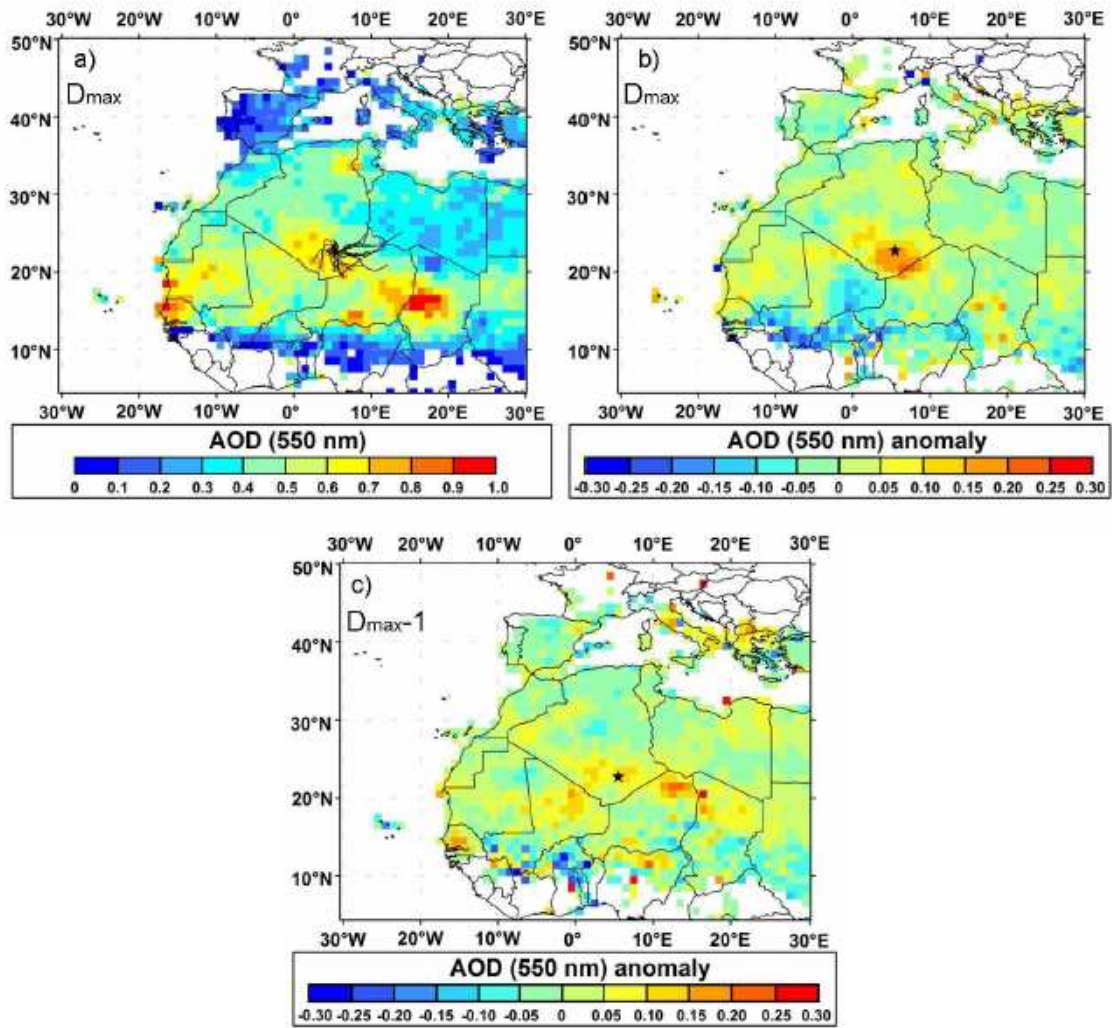 30°W 20°W 10°W 0° 10°E 20°E 30°E
50°N
a)
Dmax
40°N
30°N
20°N
10°N
30°W 20°W 10°W 0° 10°E 20°E 30°E
AOD (550 nm)
0 0.1 0.2 0.3 0.4 0.5 0.6 0.7 0.8 0.9 1.0
30°W 20°W 10°W 0° 10°E 20°E 30°E
50°N
b)
Dmax
40°N
30°N
20°N
10°N
30°W 20°W 10°W 0° 10°E 20°E 30°E
AOD (550 nm) anomaly
-0.30 -0.25 -0.20 -0.15 -0.10 -0.05 0 0.05 0.10 0.15 0.20 0.25 0.30
30°W 20°W 10°W 0° 10°E 20°E 30°E
50°N
c)
Dmax-1
40°N
30°N
20°N
10°N
30°W 20°W 10°W 0° 10°E 20°E 30°E
AOD (550 nm) anomaly
-0.30 -0.25 -0.20 -0.15 -0.10 -0.05 0 0.05 0.10 0.15 0.20 0.25 0.30